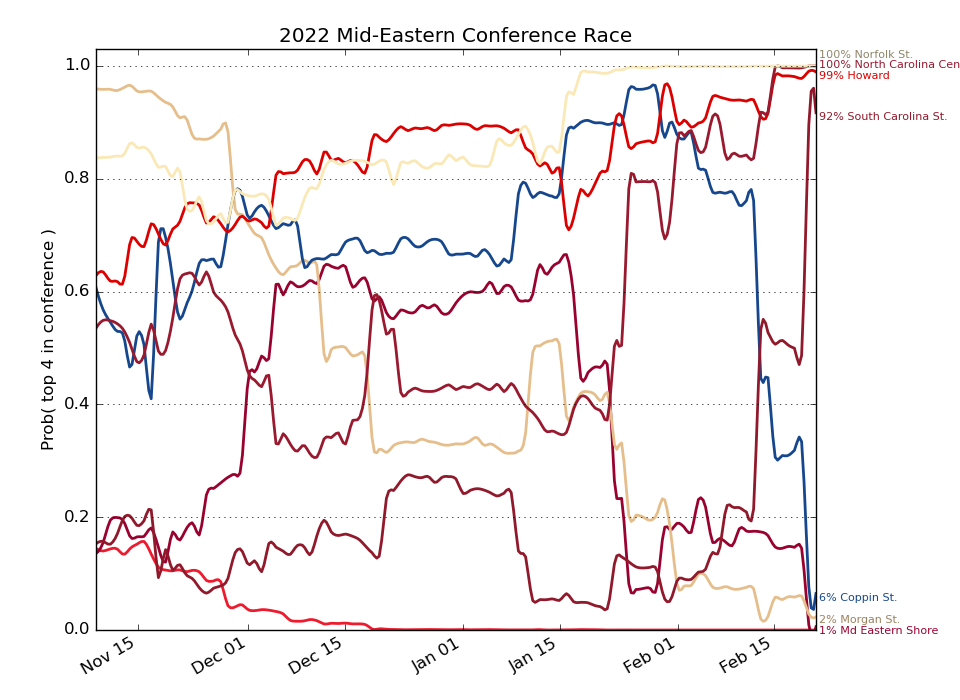 2022 Mid-Eastern Conference Race
Prob( top 4 in conference )
1.0
0.8
0.6
0.4
0.2
0.0
Nov 15
Dec 01
Dec 15
Jan 01
Jan 15
Feb 01
Feb 15
100% Norfolk St.
100% North Carolina Cen
99% Howard
92% South Carolina St.
6% Coppin St.
2% Morgan St.
1% Md Eastern Shore